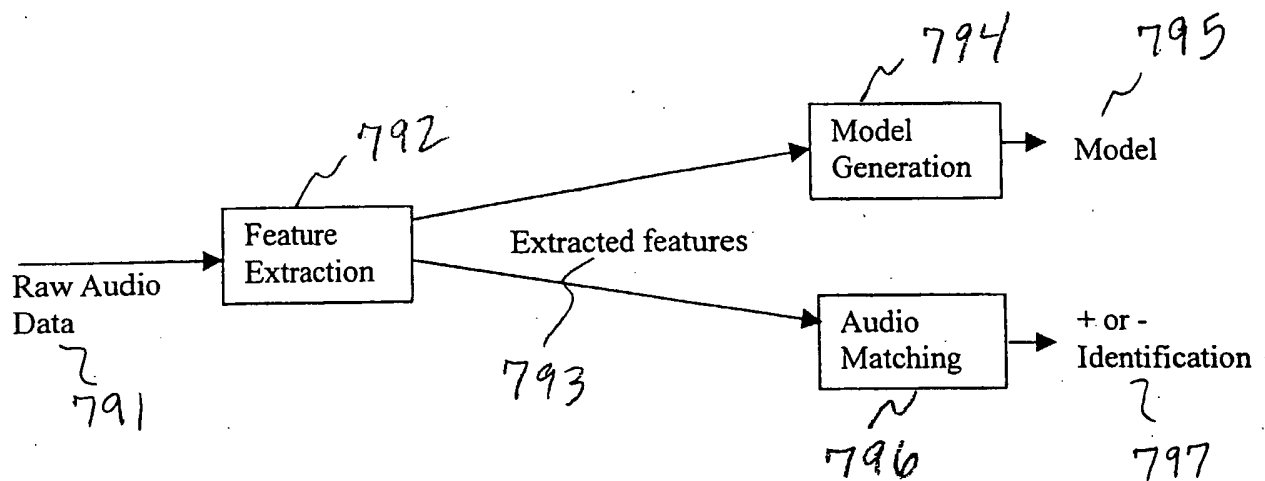 794
795
792
Model
Generation
Model
Feature
Extraction
Extracted features
Raw Audio
Data
Audio
Matching
+ or -
Identification
793
791
796
797